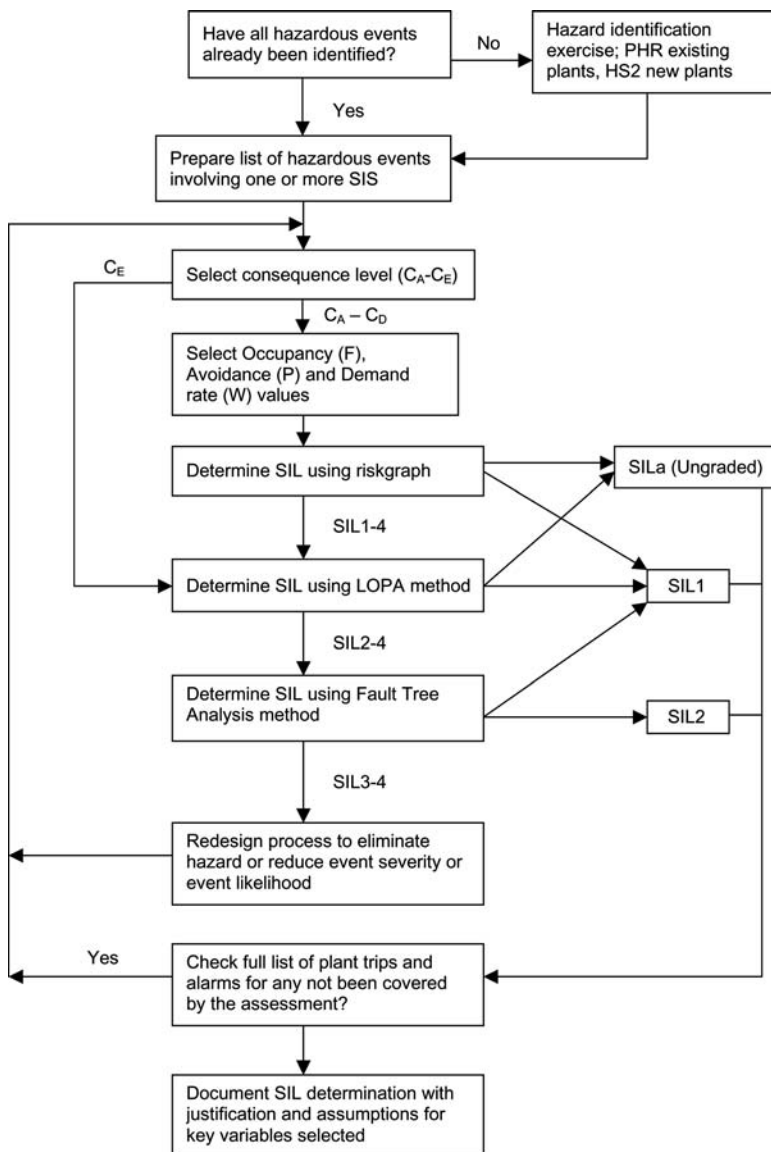 Have all hazardous events
already been identified?
No
Hazard identification
exercise; PHR existing
plants, HS2 new plants
Yes
Prepare list of hazardous events
involving one or more SIS
CE
Select consequence level (CA-CE)
CA – CD
Select Occupancy (F),
Avoidance (P) and Demand
rate (W) values
Determine SIL using riskgraph
SILa (Ungraded)
SIL1-4
Determine SIL using LOPA method
SIL1
SIL2-4
Determine SIL using Fault Tree
Analysis method
SIL2
SIL3-4
Redesign process to eliminate
hazard or reduce event severity or
event likelihood
Yes
Check full list of plant trips and
alarms for any not been covered
by the assessment?
Document SIL determination with
justification and assumptions for
key variables selected